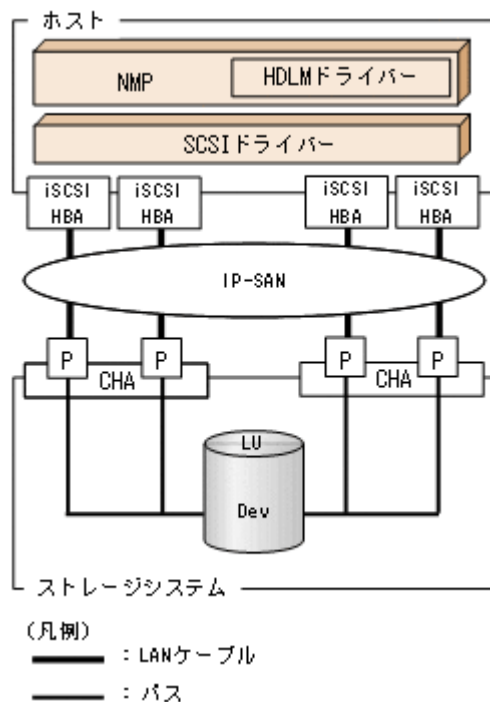 ホスト
NMP
HDLMドライバー
SCSIドライバー
iSCSI HBA
iSCSI HBA
iSCSI HBA
iSCSI HBA
IP-SAN
P
P
P
P
CHA
CHA
LU
Dev
ストレージシステム
(凡例)
:LANケーブル
:パス